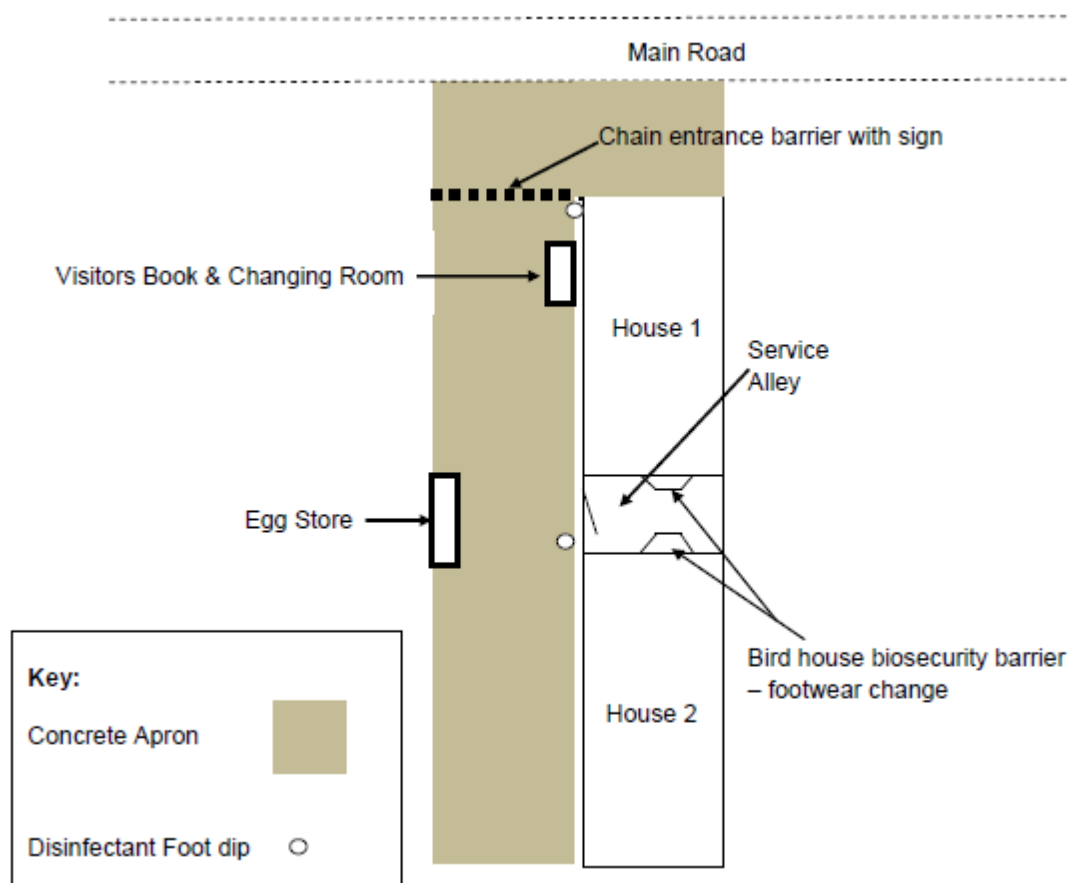 Main Road
Chain entrance barrier with sign
Visitors Book & Changing Room
House 1
Service
Alley
Egg Store
Bird house biosecurity barrier
– footwear change
House 2
Key:
Concrete Apron
Disinfectant Foot dip